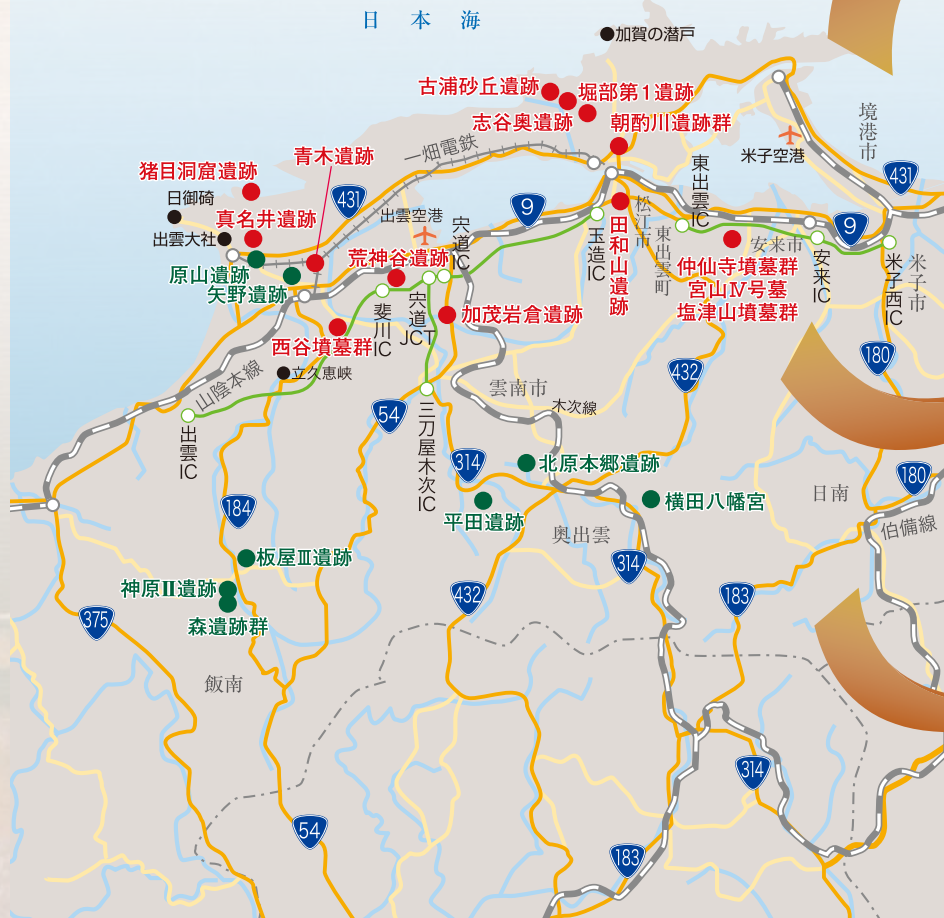 日本海
加賀の潜戸
古浦砂丘遺跡
堀部第1遺跡
志谷奥遺跡
朝酌川遺跡群
境港市
一畑電鉄
青木遺跡
米子空港
東出雲IC
猪目洞窟遺跡
431
431
日御碕
真名井遺跡
出雲空港
宍道IC
9
松江市
9
出雲大社
田和山遺跡
玉造IC
東出雲町
安来市
荒神谷遺跡
原山遺跡
安来IC
米子西IC
米子市
仲仙寺墳墓群
宮山Ⅳ号墓
塩津山墳墓群
矢野遺跡
斐川IC
宍道JCT
加茂岩倉遺跡
西谷墳墓群
180
立久恵峡
432
山陰本線
雲南市
木次線
54
出雲IC
三刀屋木次IC
314
北原本郷遺跡
180
平田遺跡
横田八幡宮
日南
184
奥出雲
伯備線
板屋Ⅲ遺跡
314
神原Ⅱ遺跡
432
183
森遺跡群
375
飯南
314
54
183